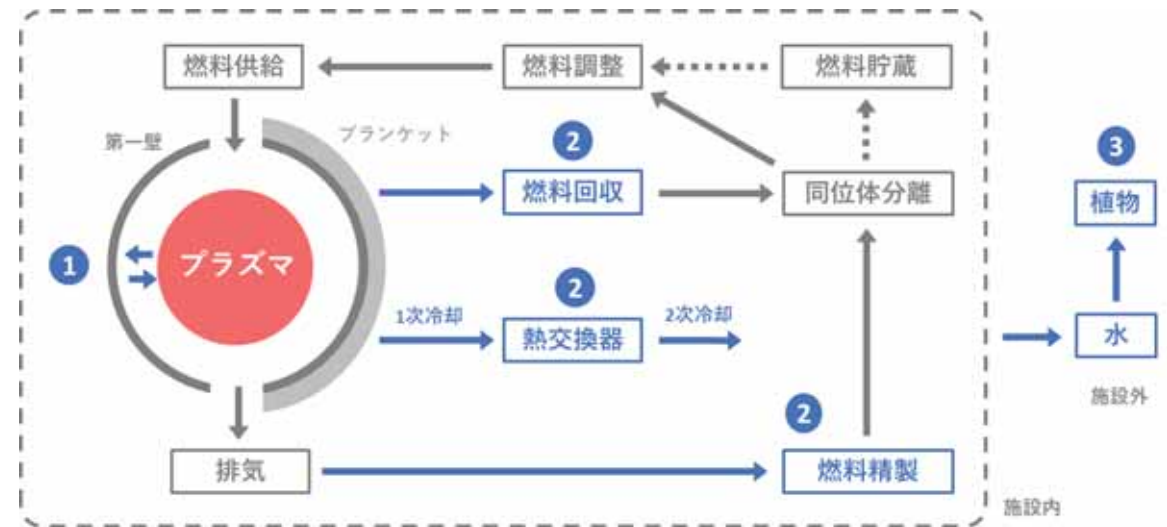 燃料供給
燃料調整
燃料貯蔵
第一壁
ブランケット
2
3
燃料回収
同位体分離
植物
1
プラズマ
2
1次冷却
熱交換器
2次冷却
水
施設外
2
排気
燃料精製
施設内